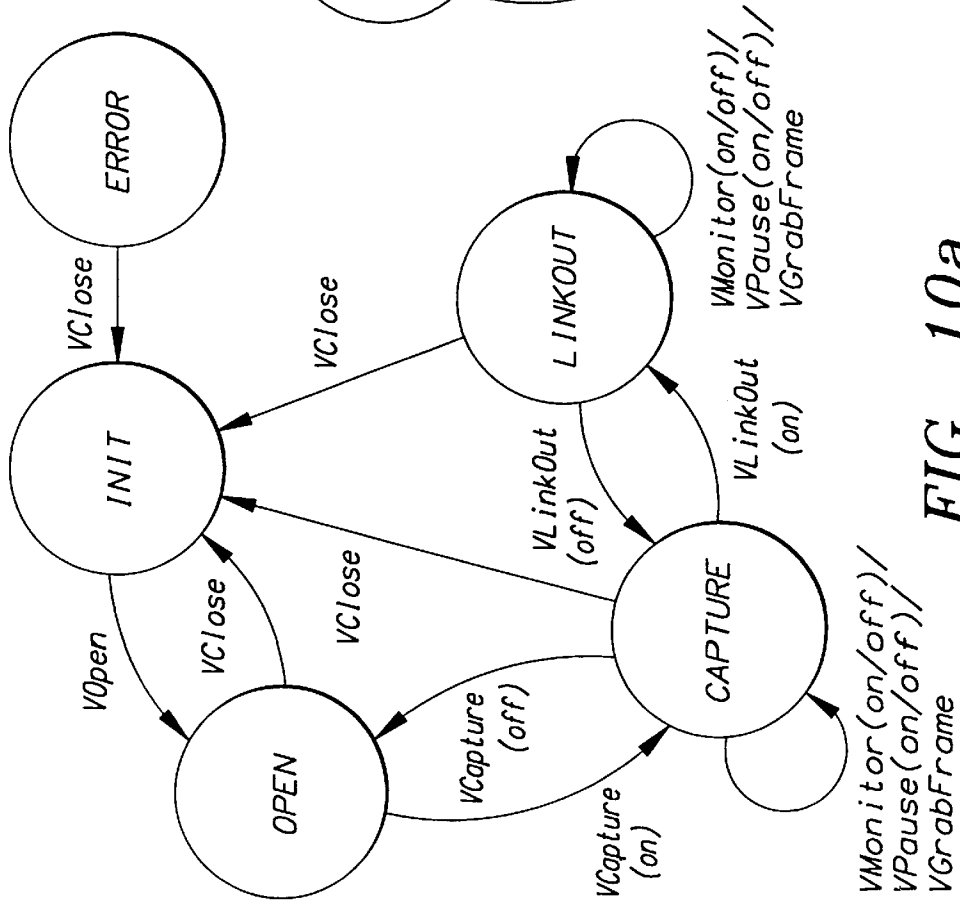 VClose
VOpen
INIT
ERROR
VClose
OPEN
VClose
VClose
VCapture
(off)
VLinkOut
(off)
LINKOUT
VCapture
(on)
CAPTURE
VLinkOut
(on)
VMonitor(on/off)/
VPause(on/off)/
VGrabFrame
VMonitor(on/off)/
VPause(on/off)/
VGrabFrame
FIG 10a